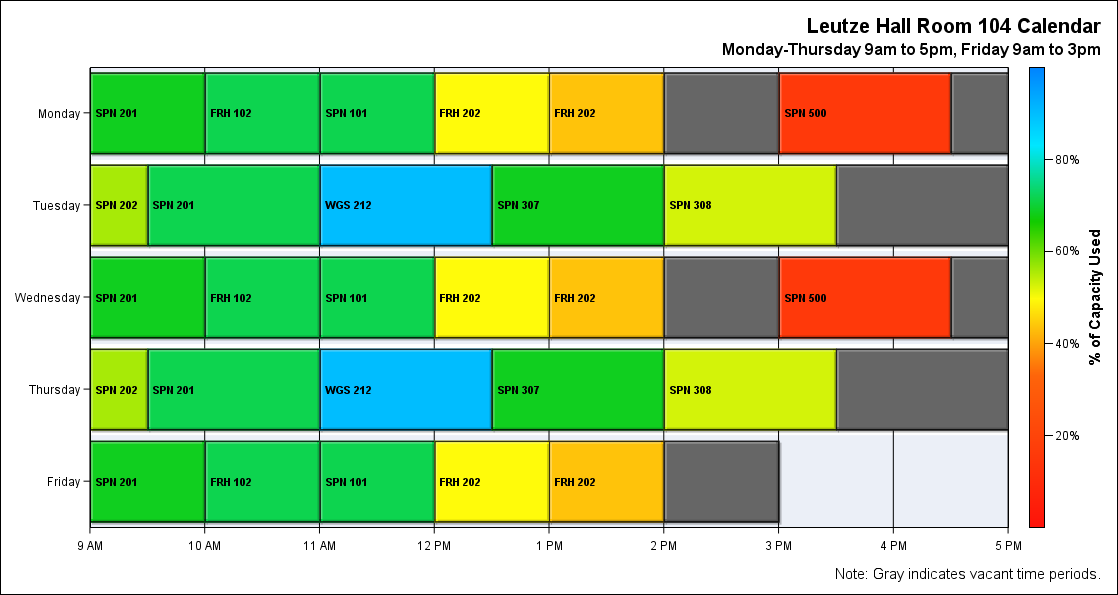 Leutze Hall Room 104 Calendar
Monday-Thursday 9am to 5pm, Friday 9am to 3pm
Monday
SPN 201
FRH 102
SPN 101
FRH 202
FRH 202
SPN 500
Tuesday
SPN 202
SPN 201
WGS 212
SPN 307
SPN 308
Wednesday
SPN 201
FRH 102
SPN 101
FRH 202
FRH 202
SPN 500
Thursday
SPN 202
SPN 201
WGS 212
SPN 307
SPN 308
Friday
SPN 201
FRH 102
SPN 101
FRH 202
FRH 202
9 AM
10 AM
11 AM
12 PM
1 PM
2 PM
3 PM
4 PM
5 PM
80%
60%
40%
20%
% of Capacity Used
Note: Gray indicates vacant time periods.